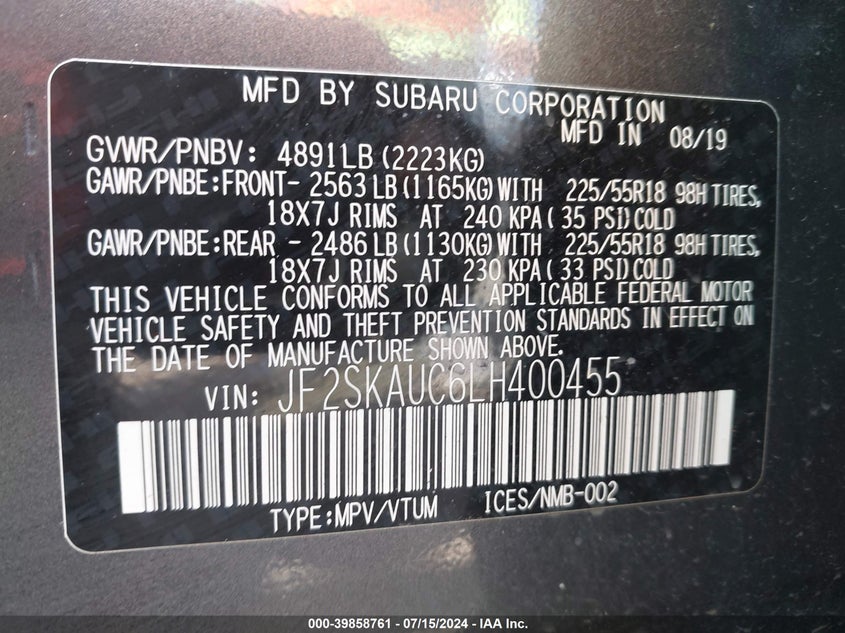 MFD BY SUBARU CORPORATION
MFD IN 08/19
GVWR/PNBV: 4891LB (2223KG)
GAWR/PNBE:FRONT- 2563 LB (1165KG) WITH 225/55R18 98H TIRES,
18X7J RIMS AT 240 KPA ( 35 PSI) COLD
GAWR/PNBE:REAR - 2486 LB (1130KG) WITH 225/55R18 98H TIRES,
18X7J RIMS AT 230 KPA ( 33 PSI) COLD
THIS VEHICLE CONFORMS TO ALL APPLICABLE FEDERAL MOTOR
VEHICLE SAFETY AND THEFT PREVENTION STANDARDS IN EFFECT ON
THE DATE OF MANUFACTURE SHOWN ABOVE.
VIN: JF2SKAUC6LH400455
TYPE:MPV/VTUM ICES/NMB-002
000-39858761 - 07/15/2024 - IAA Inc.